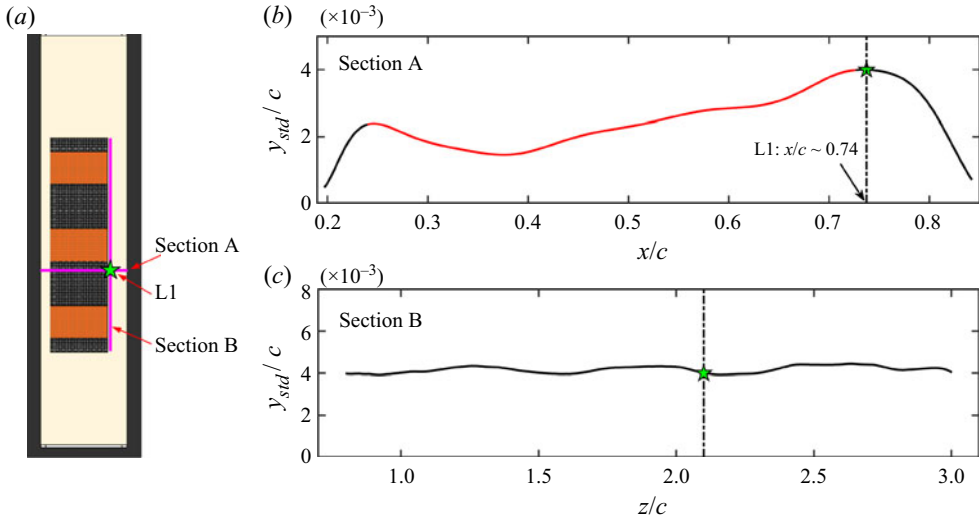 (a)
Section A
L1
Section B
(b)
(×10⁻³)
Section A
y_std / c
4
2
0
L1: x/c ~ 0.74
0.2 0.3 0.4 0.5 0.6 0.7 0.8
x/c
(c)
(×10⁻³)
Section B
y_std / c
8
6
4
2
0
1.0 1.5 2.0 2.5 3.0
z/c